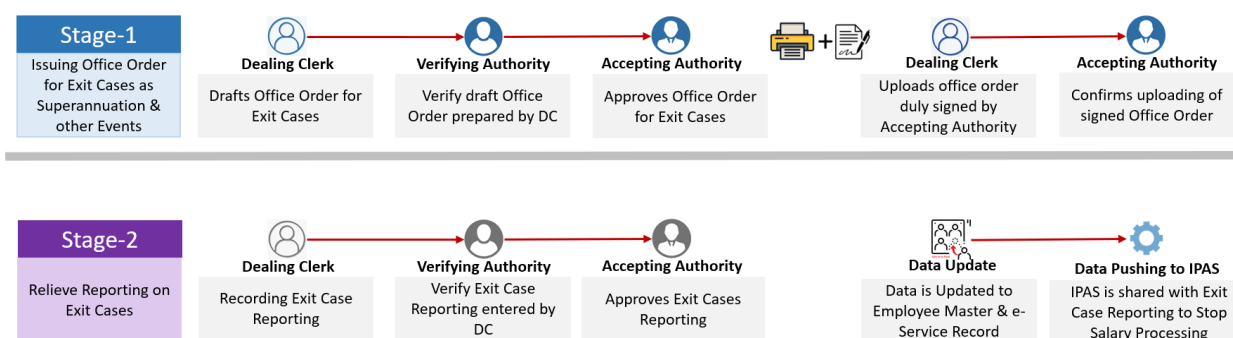 Stage-1
Issuing Office Order
for Exit Cases as
Superannuation &
other Events
Dealing Clerk
Drafts Office Order for
Exit Cases
Verifying Authority
Verify draft Office
Order prepared by DC
Accepting Authority
Approves Office Order
for Exit Cases
+
Dealing Clerk
Uploads office order
duly signed by
Accepting Authority
Accepting Authority
Confirms uploading of
signed Office Order
Stage-2
Relieve Reporting on
Exit Cases
Dealing Clerk
Recording Exit Case
Reporting
Verifying Authority
Verify Exit Case
Reporting entered by
DC
Accepting Authority
Approves Exit Cases
Reporting
Data Update
Data is Updated to
Employee Master & e-
Service Record
Data Pushing to IPAS
IPAS is shared with Exit
Case Reporting to Stop
Salary Processing